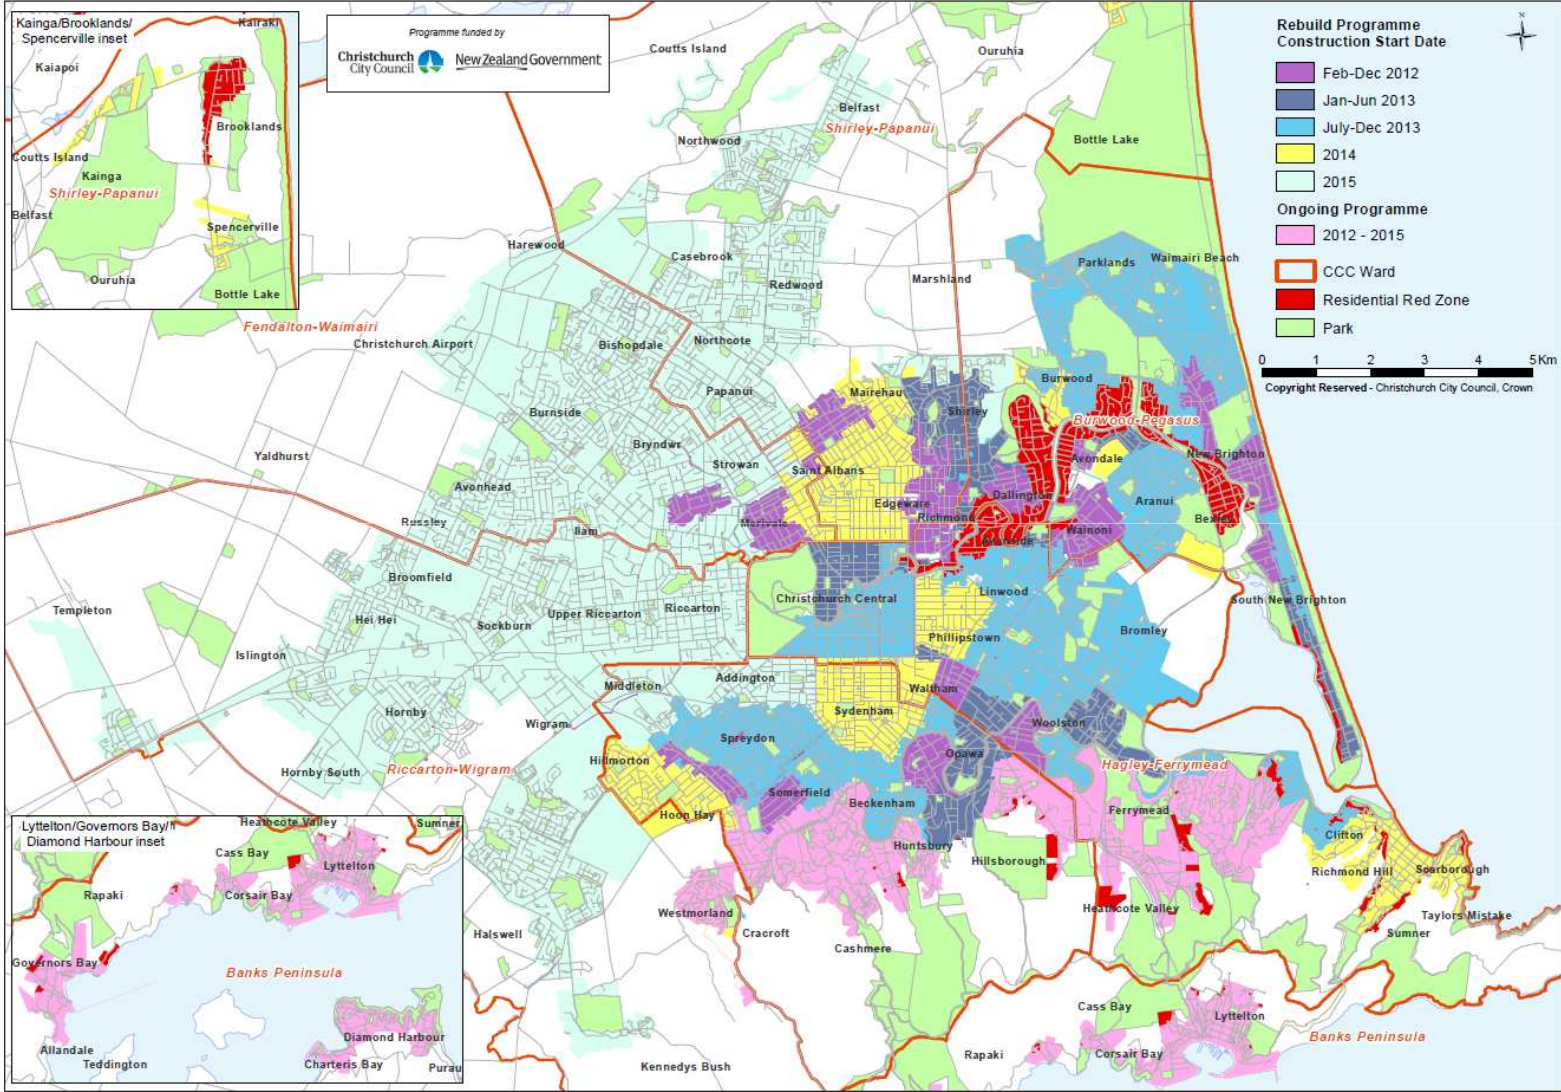 Kainga/Brooklands/
Spencerville inset
Kairaki
Kaiapoi
Brooklands
Coutts Island
Kainga
Shirley-Papanui
Belfast
Spencerville
Ouruhia
Bottle Lake
Programme funded by
Christchurch
City Council
New Zealand Government
Rebuild Programme
Construction Start Date
Feb-Dec 2012
Jan-Jun 2013
July-Dec 2013
2014
2015
Ongoing Programme
2012 - 2015
CCC Ward
Residential Red Zone
Park
N
0 1 2 3 4 5 Km
Copyright Reserved - Christchurch City Council, Crown
Coutts Island
Ouruhia
Belfast
Shirley-Papanui
Northwood
Bottle Lake
Harewood
Casebrook
Redwood
Marshland
Parklands
Waimairi Beach
Fendalton-Waimairi
Christchurch Airport
Bishopdale
Northcote
Papanui
Mairehau
Burwood
Burnside
Shirley
Burwood-Pegasus
Bryndwr
Strowan
Saint Albans
Avondale
New Brighton
Yaldhurst
Avonhead
Edgeware
Dallington
Aranui
Russley
Ilam
Merivale
Richmond
Wainoni
Bexley
Avonside
Broomfield
Christchurch Central
Linwood
South New Brighton
Templeton
Hei Hei
Sockburn
Upper Riccarton
Riccarton
Phillipstown
Bromley
Islington
Middleton
Addington
Waltham
Hornby
Wigram
Sydenham
Woolston
Spreydon
Opawa
Hornby South
Riccarton-Wigram
Hillmorton
Somerfield
Beckenham
Hagley-Ferrymead
Ferrymead
Hoon Hay
Huntsbury
Hillsborough
Clifton
Richmond Hill
Scarborough
Westmorland
Cracroft
Cashmere
Heathcote Valley
Taylors Mistake
Sumner
Halswell
Kennedys Bush
Cass Bay
Lyttelton
Rapaki
Corsair Bay
Banks Peninsula
Lyttelton/Governors Bay/
Diamond Harbour inset
Heathcote Valley
Sumner
Cass Bay
Lyttelton
Rapaki
Corsair Bay
Governors Bay
Banks Peninsula
Diamond Harbour
Allandale
Teddington
Charteris Bay
Purau